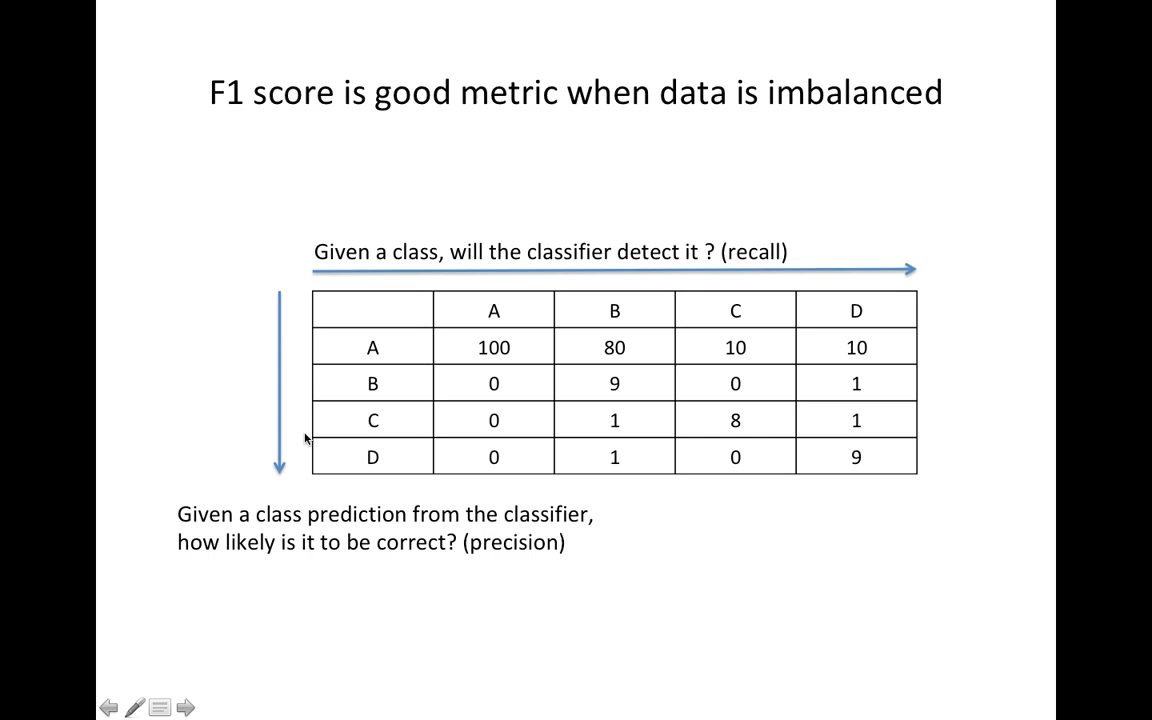 F1 score is good metric when data is imbalanced
Given a class, will the classifier detect it ? (recall)
A B C D
A 100 80 10 10
B 0 9 0 1
C 0 1 8 1
D 0 1 0 9
Given a class prediction from the classifier,
how likely is it to be correct? (precision)